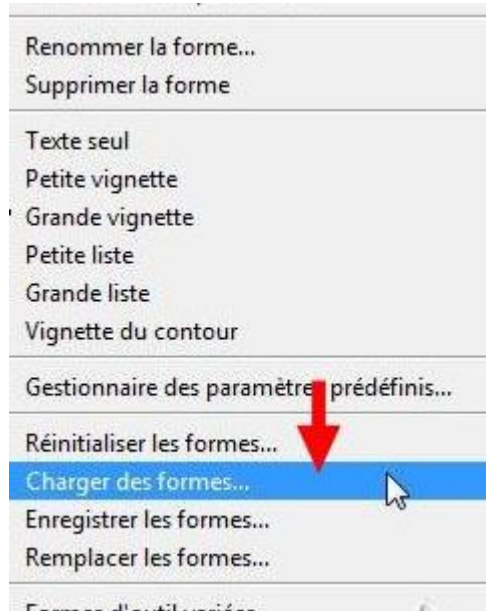 Renommer la forme...
Supprimer la forme
Texte seul
Petite vignette
Grande vignette
Petite liste
Grande liste
Vignette du contour
Gestionnaire des paramètres prédéfinis...
Réinitialiser les formes...
Charger des formes...
Enregistrer les formes...
Remplacer les formes...